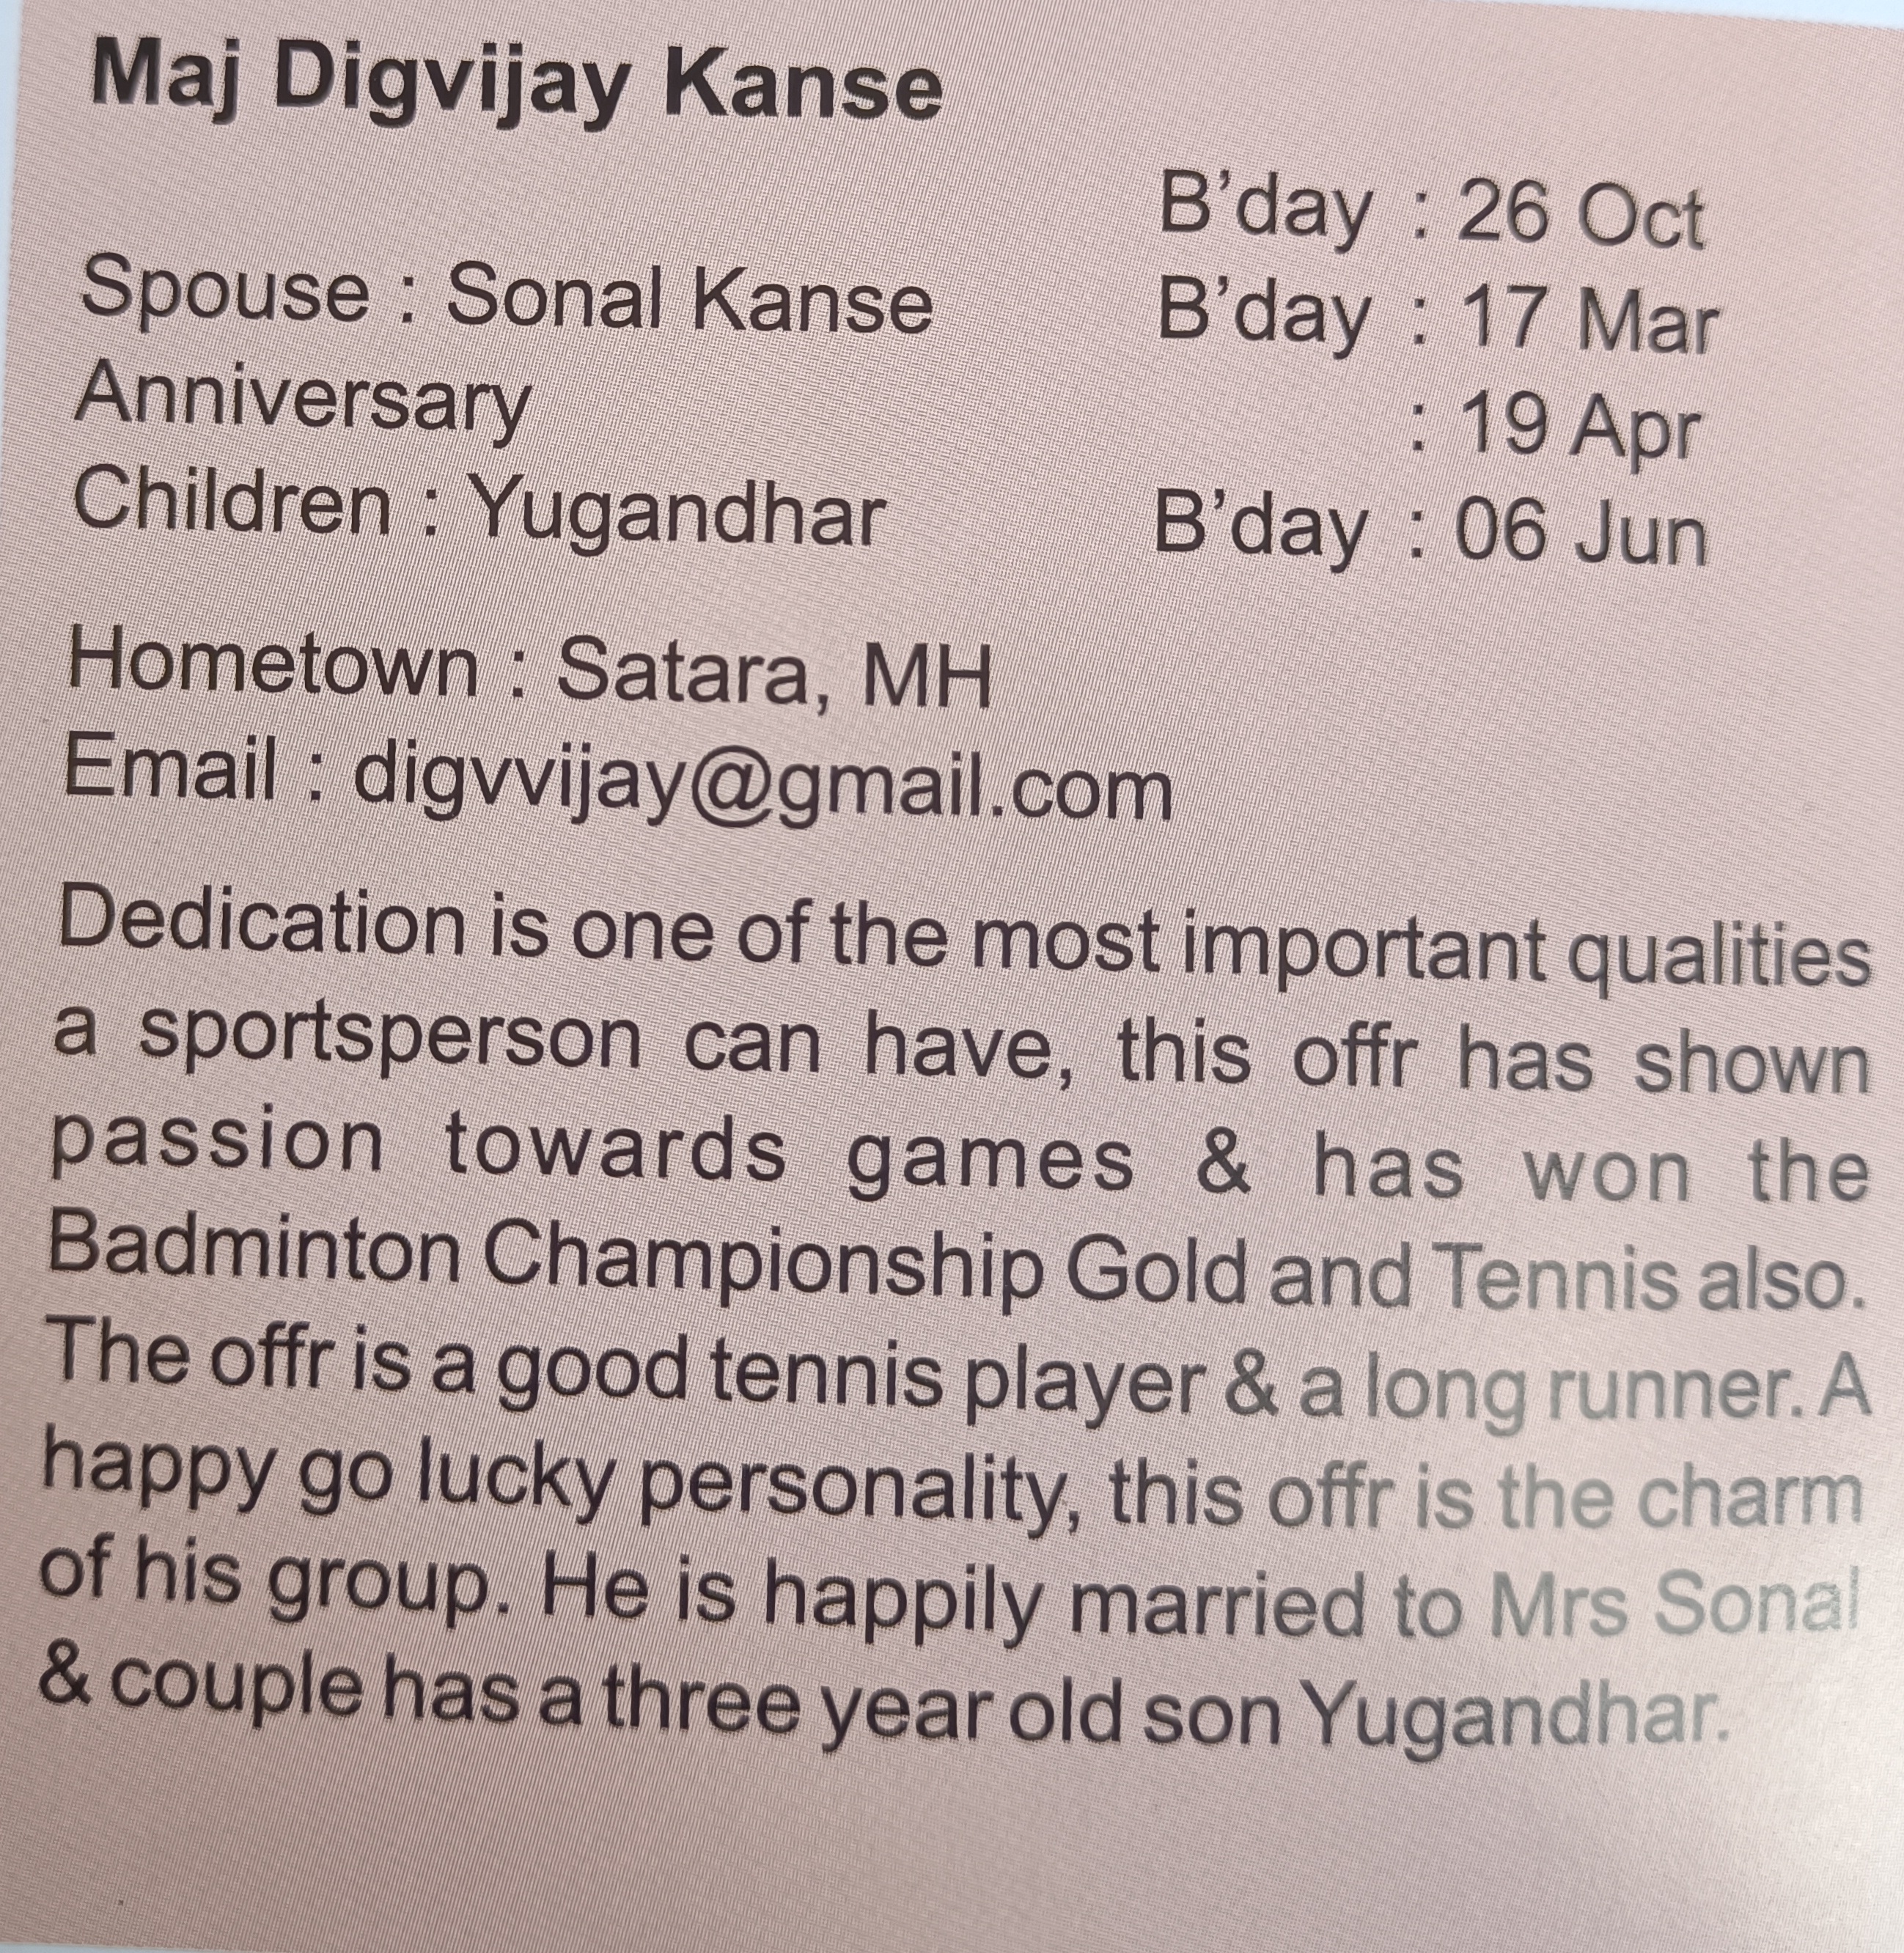 Maj Digvijay Kanse
B’day : 26 Oct
Spouse : Sonal Kanse B’day : 17 Mar
Anniversary : 19 Apr
Children : Yugandhar B’day : 06 Jun
Hometown : Satara, MH
Email : digvvijay@gmail.com
Dedication is one of the most important qualities
a sportsperson can have, this offr has shown
passion towards games & has won the
Badminton Championship Gold and Tennis also.
The offr is a good tennis player & a long runner. A
happy go lucky personality, this offr is the charm
of his group. He is happily married to Mrs Sonal
& couple has a three year old son Yugandhar.